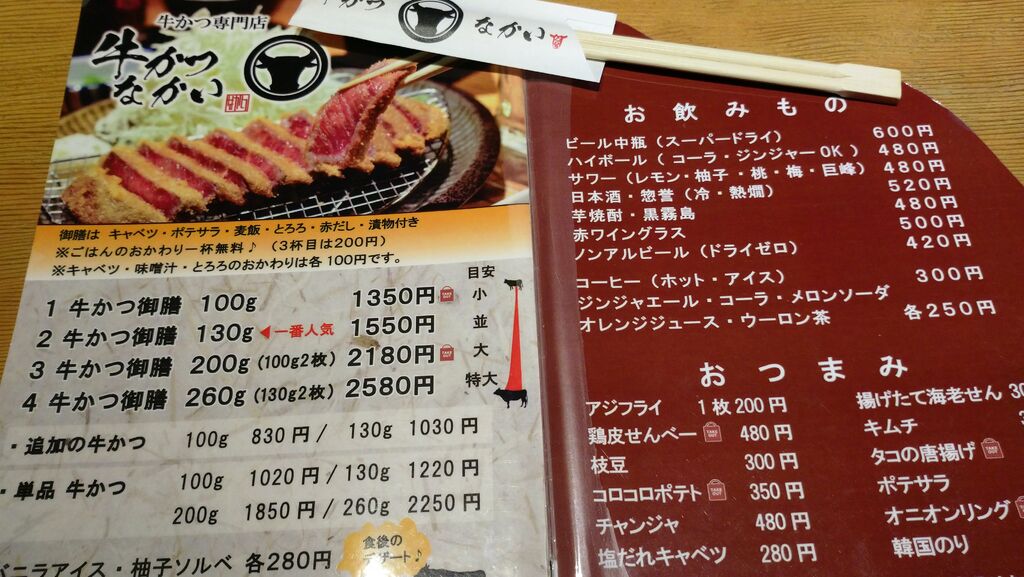 牛かつ専門店
牛かつ
なかい
かつ
なかい
御膳は キャベツ・ポテサラ・麦飯・とろろ・赤だし・漬物付き
※ごはんのおかわり一杯無料♪ (3杯目は200円)
※キャベツ・味噌汁・とろろのおかわりは各100円です。
目安
1 牛かつ御膳 100g 1350円 小
2 牛かつ御膳 130g ◀一番人気 1550円 並
3 牛かつ御膳 200g (100g2枚) 2180円 大
4 牛かつ御膳 260g (130g2枚) 2580円 特大
・追加の牛かつ 100g 830円 / 130g 1030円
・単品 牛かつ 100g 1020円 / 130g 1220円
200g 1850円 / 260g 2250円
食後の
デザート♪
バニラアイス・柚子ソルベ 各280円
お飲みもの
ビール中瓶 (スーパードライ) 600円
ハイボール (コーラ・ジンジャーOK) 480円
サワー (レモン・柚子・桃・梅・巨峰) 480円
日本酒・惣誉 (冷・熱燗) 520円
芋焼酎・黒霧島 480円
赤ワイングラス 500円
ノンアルビール (ドライゼロ) 420円
コーヒー (ホット・アイス) 300円
ジンジャエール・コーラ・メロンソーダ
オレンジジュース・ウーロン茶 各250円
おつまみ
アジフライ 1枚200円
鶏皮せんべー TAKE OUT 480円
枝豆 300円
コロコロポテト TAKE OUT 350円
チャンジャ 480円
塩だれキャベツ 280円
揚げたて海老せん
キムチ
タコの唐揚げ TAKE OUT
ポテサラ
オニオンリング
韓国のり